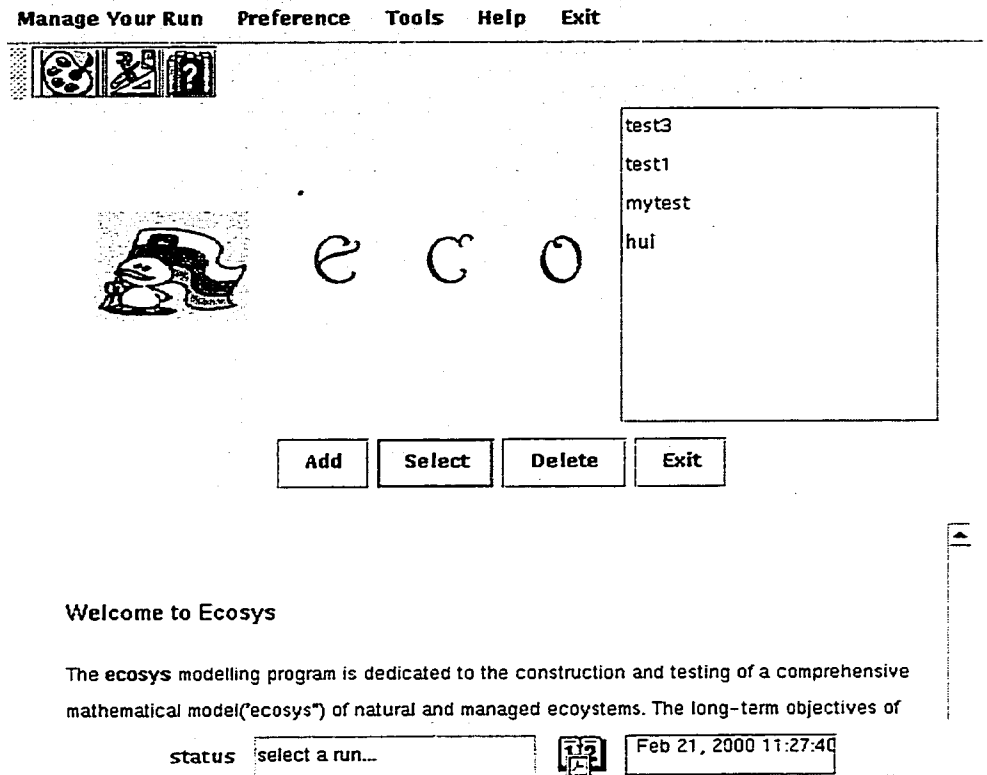 Manage Your Run Preference Tools Help Exit
test3
test1
mytest
hui
e c o
Add Select Delete Exit
Welcome to Ecosys
The ecosys modelling program is dedicated to the construction and testing of a comprehensive
mathematical model("ecosys") of natural and managed ecoystems. The long-term objectives of
status select a run... Feb 21, 2000 11:27:40